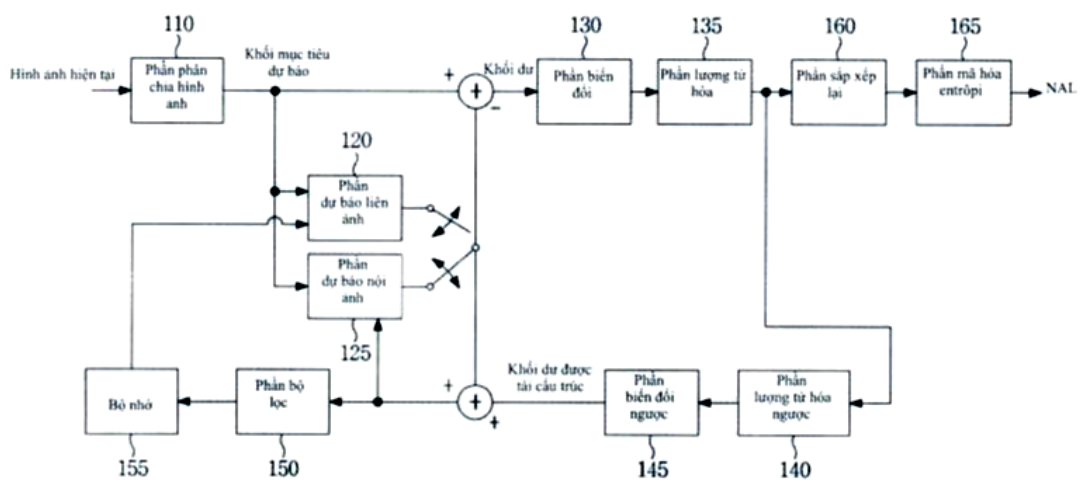 110
130
135
160
165
Hình ảnh hiện tại
Phần phân
chia hình
anh
Khối mục tiêu
dự báo
+
+
−
Khối dư
Phần biến
đổi
Phần lượng tử
hóa
Phần sắp xếp
lại
Phần mã hóa
entrôpi
NAL
120
Phần
dự báo liên
ảnh
Phần
dự báo nội
ảnh
125
Bộ nhớ
Phần bộ
lọc
+
+
+
Khối dư được
tái cấu trúc
Phần
biến đổi
ngược
Phần
lượng tử hóa
ngược
155
150
145
140